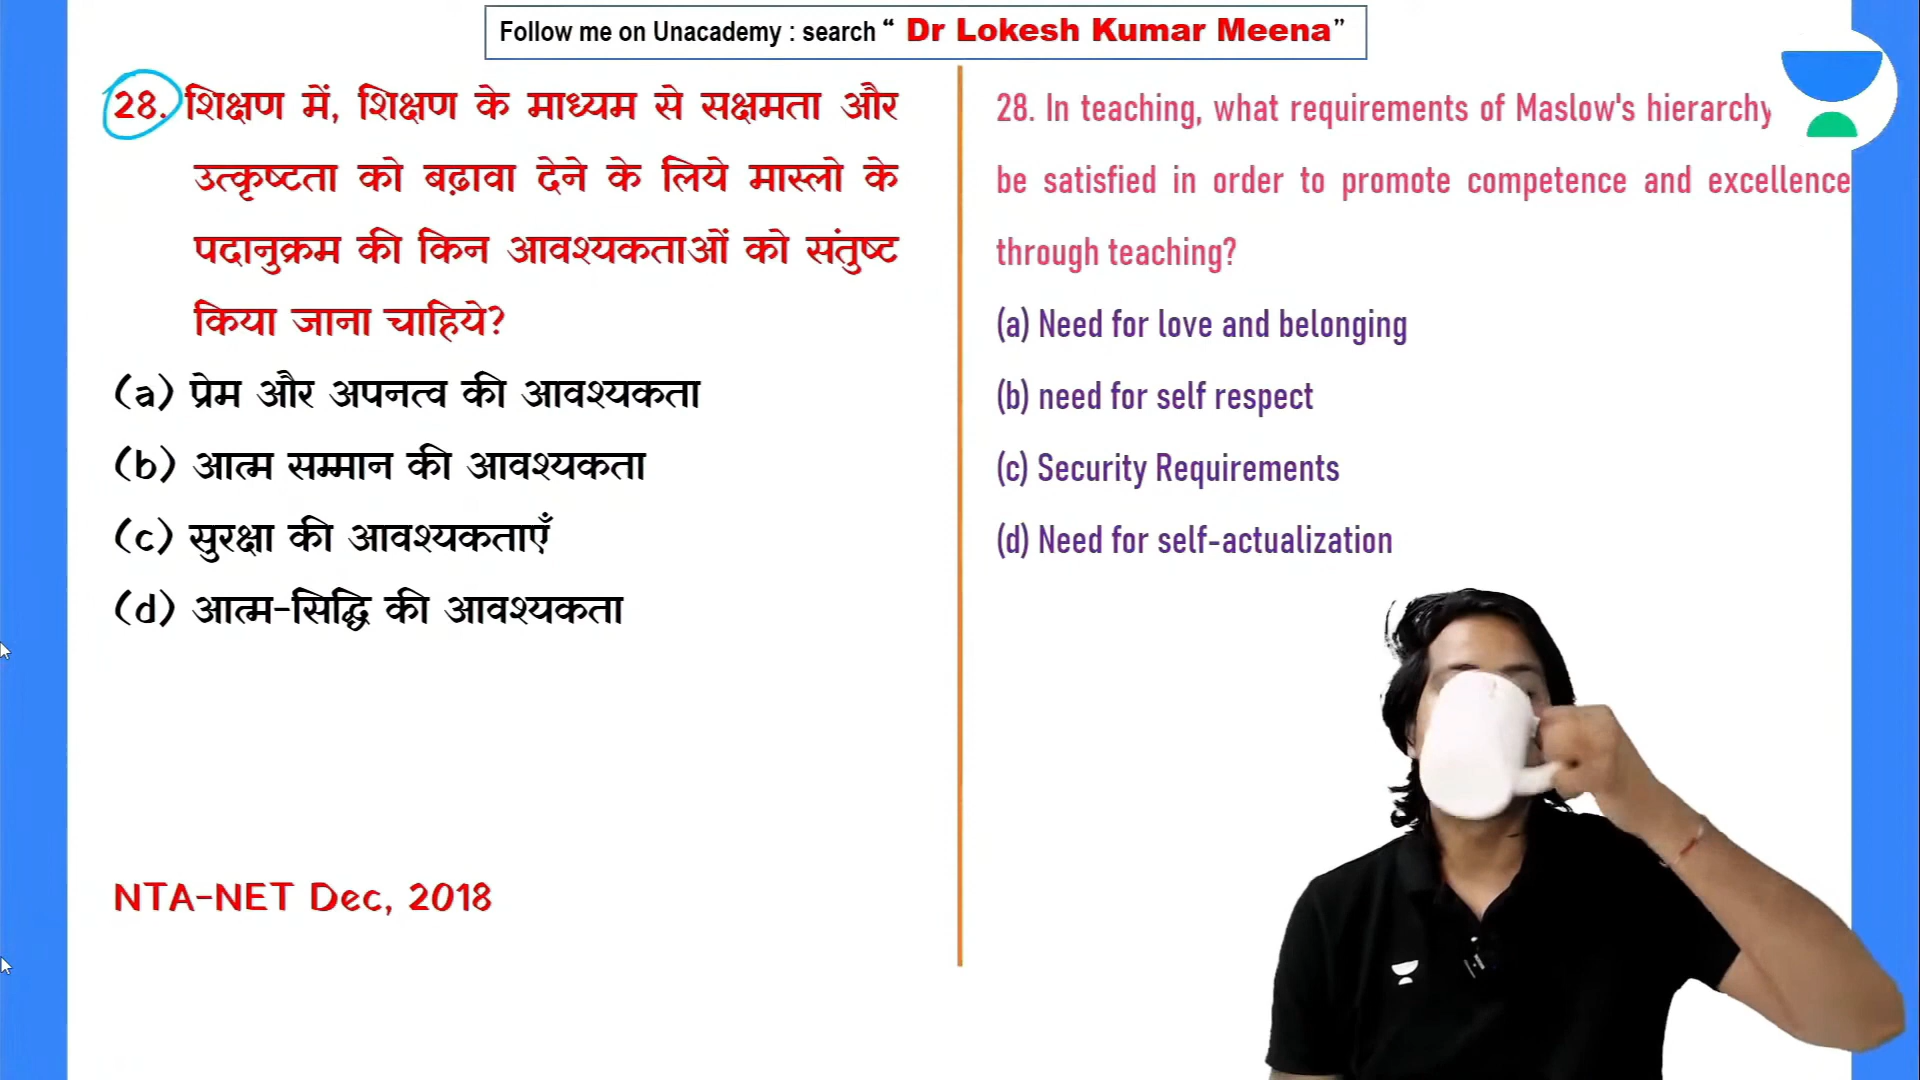 Follow me on Unacademy : search “ Dr Lokesh Kumar Meena”
28. शिक्षण में, शिक्षण के माध्यम से सक्षमता और
उत्कृष्टता को बढ़ावा देने के लिये मास्लो के
पदानुक्रम की किन आवश्यकताओं को संतुष्ट
किया जाना चाहिये?
(a) प्रेम और अपनत्व की आवश्यकता
(b) आत्म सम्मान की आवश्यकता
(c) सुरक्षा की आवश्यकताएँ
(d) आत्म-सिद्धि की आवश्यकता
NTA-NET Dec, 2018
28. In teaching, what requirements of Maslow's hierarchy
be satisfied in order to promote competence and excellence
through teaching?
(a) Need for love and belonging
(b) need for self respect
(c) Security Requirements
(d) Need for self-actualization